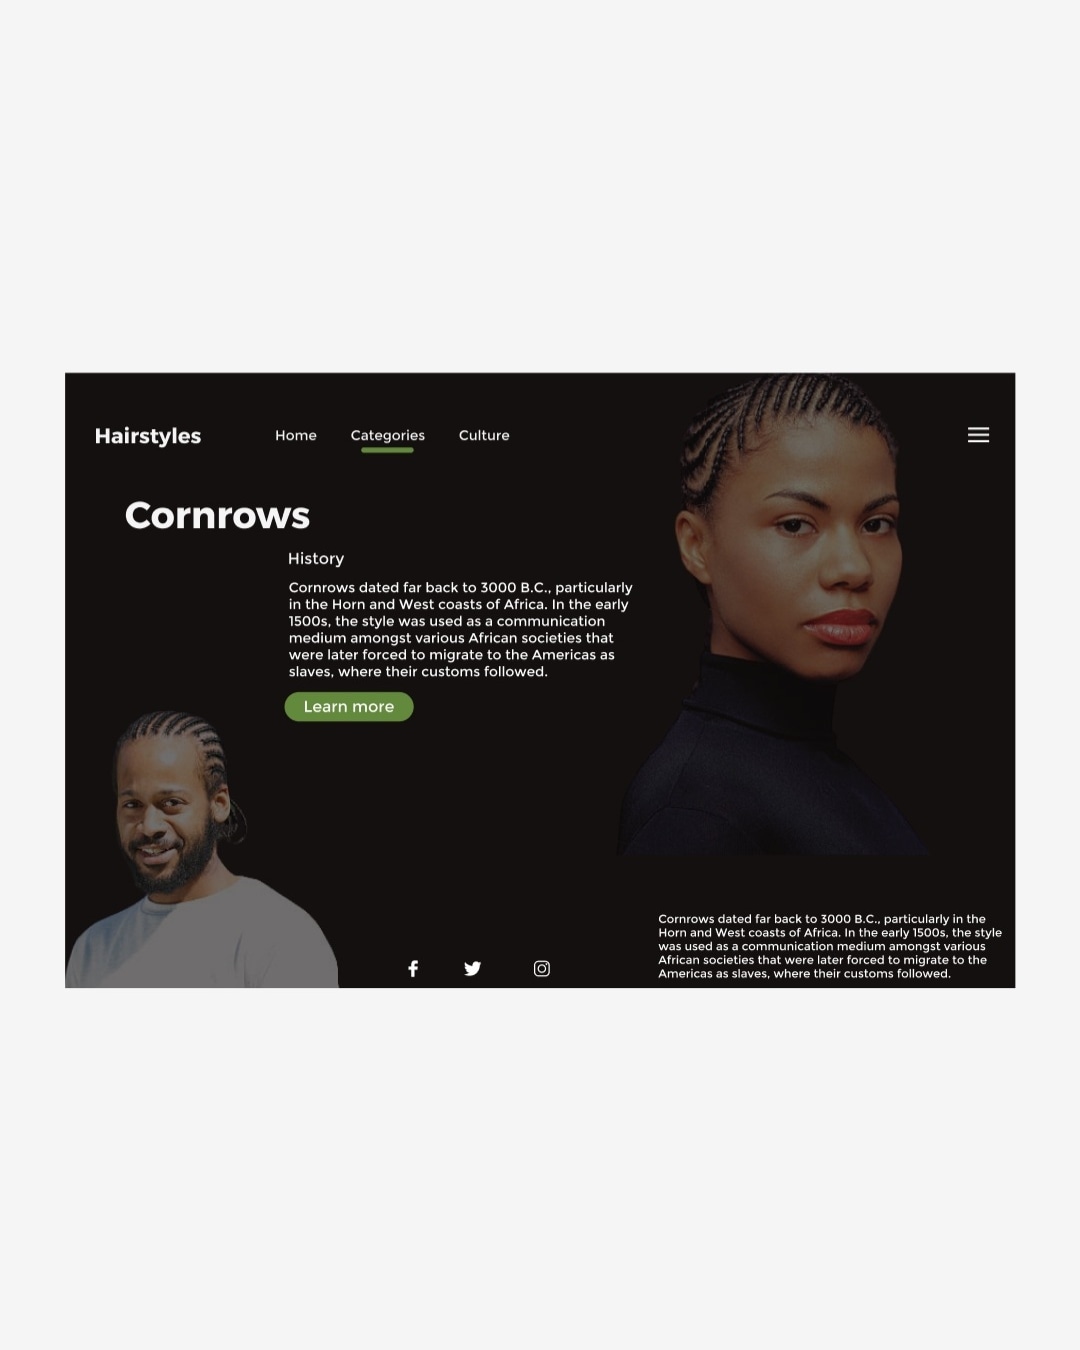 Hairstyles
Home
Categories
Culture
Cornrows
History
Cornrows dated far back to 3000 B.C., particularly
in the Horn and West coasts of Africa. In the early
1500s, the style was used as a communication
medium amongst various African societies that
were later forced to migrate to the Americas as
slaves, where their customs followed.
Learn more
Cornrows dated far back to 3000 B.C., particularly in the
Horn and West coasts of Africa. In the early 1500s, the style
was used as a communication medium amongst various
African societies that were later forced to migrate to the
Americas as slaves, where their customs followed.